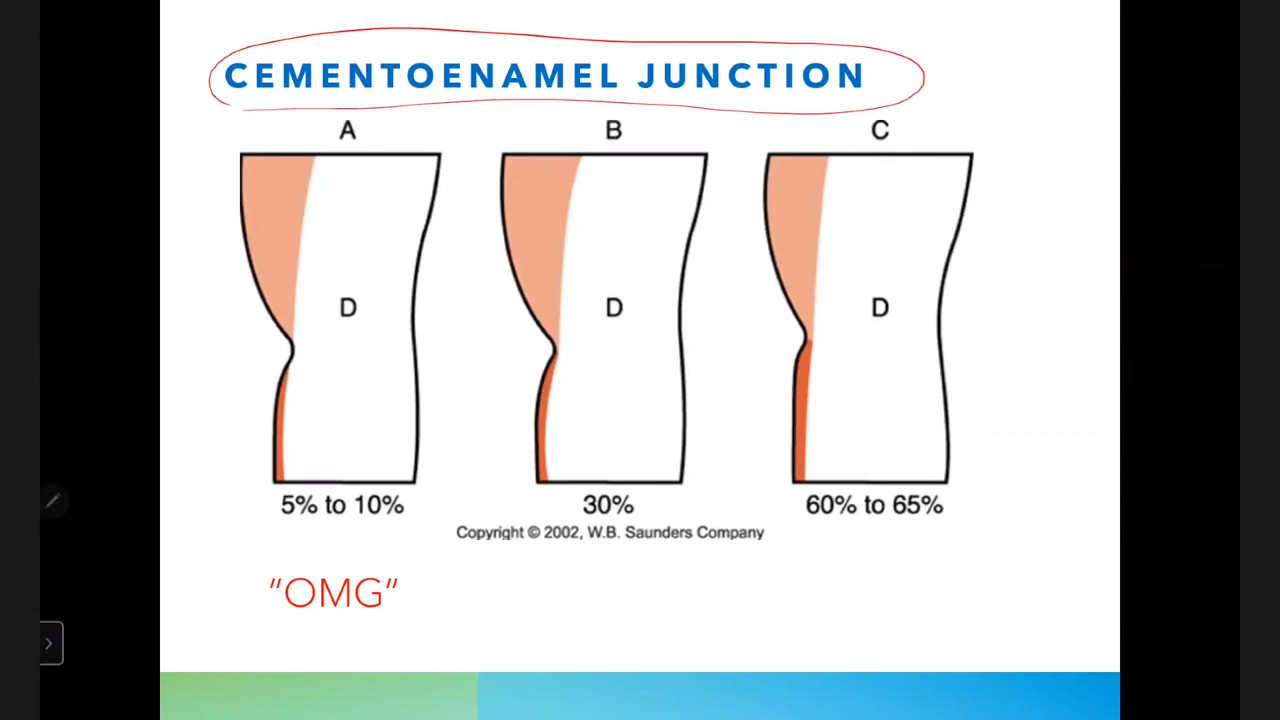 CEMENTOENAMEL JUNCTION
A B C
D D D
5% to 10% 30% 60% to 65%
Copyright © 2002, W.B. Saunders Company
"OMG"